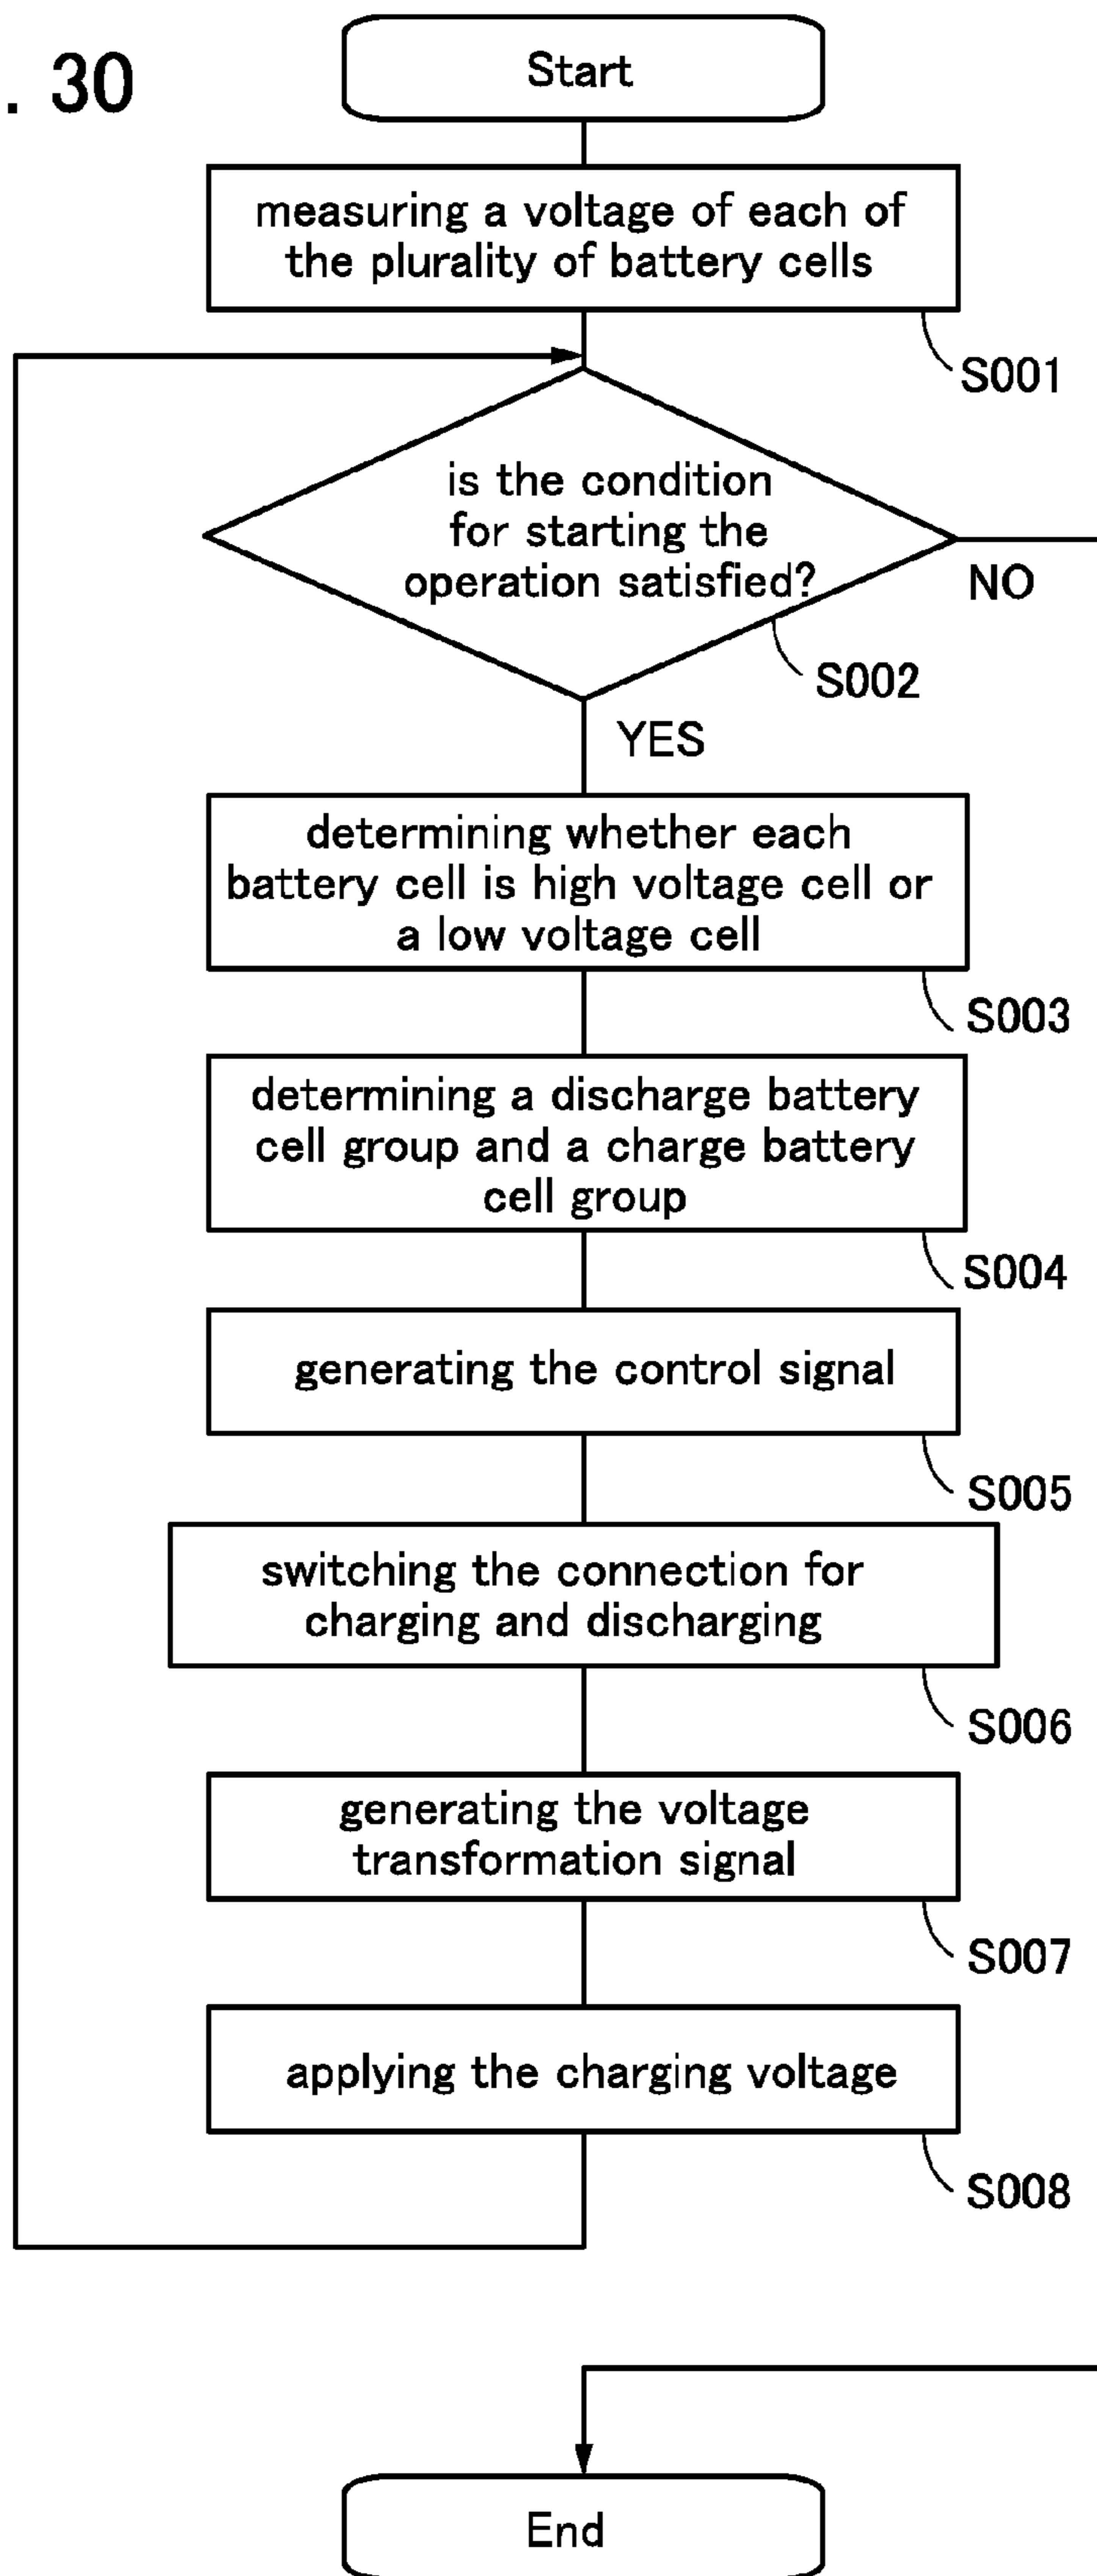 . 30
Start
measuring a voltage of each of
the plurality of battery cells
S001
is the condition
for starting the
operation satisfied?
NO
S002
YES
determining whether each
battery cell is high voltage cell or
a low voltage cell
S003
determining a discharge battery
cell group and a charge battery
cell group
S004
generating the control signal
S005
switching the connection for
charging and discharging
S006
generating the voltage
transformation signal
S007
applying the charging voltage
S008
End